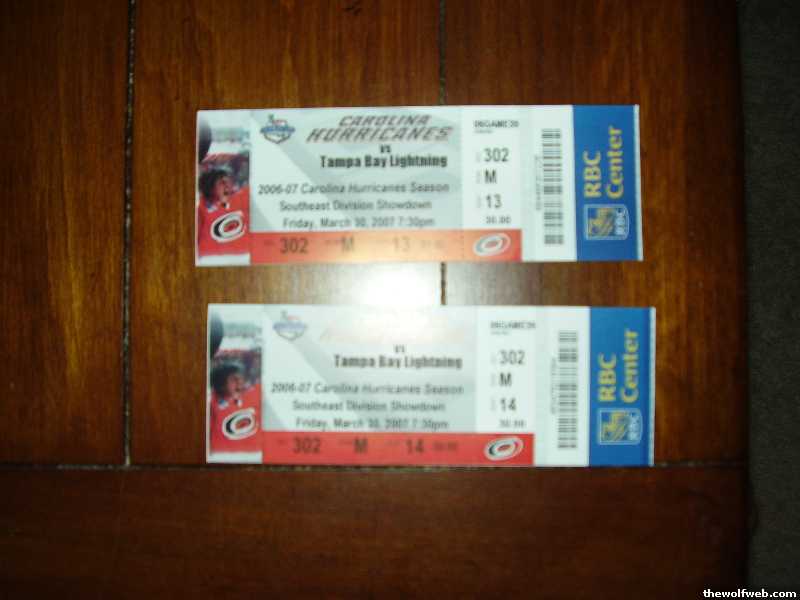 CAROLINA
HURRICANES
vs
Tampa Bay Lightning
2006-07 Carolina Hurricanes Season
Southeast Division Showdown
Friday, March 30, 2007 7:30pm
302 M 13
302
M
13
30.00
RBC
Center
RBC
vs
Tampa Bay Lightning
2006-07 Carolina Hurricanes Season
Southeast Division Showdown
Friday, March 30, 2007 7:30pm
302 M 14
302
M
14
30.00
RBC
Center
RBC
thewolfweb.com